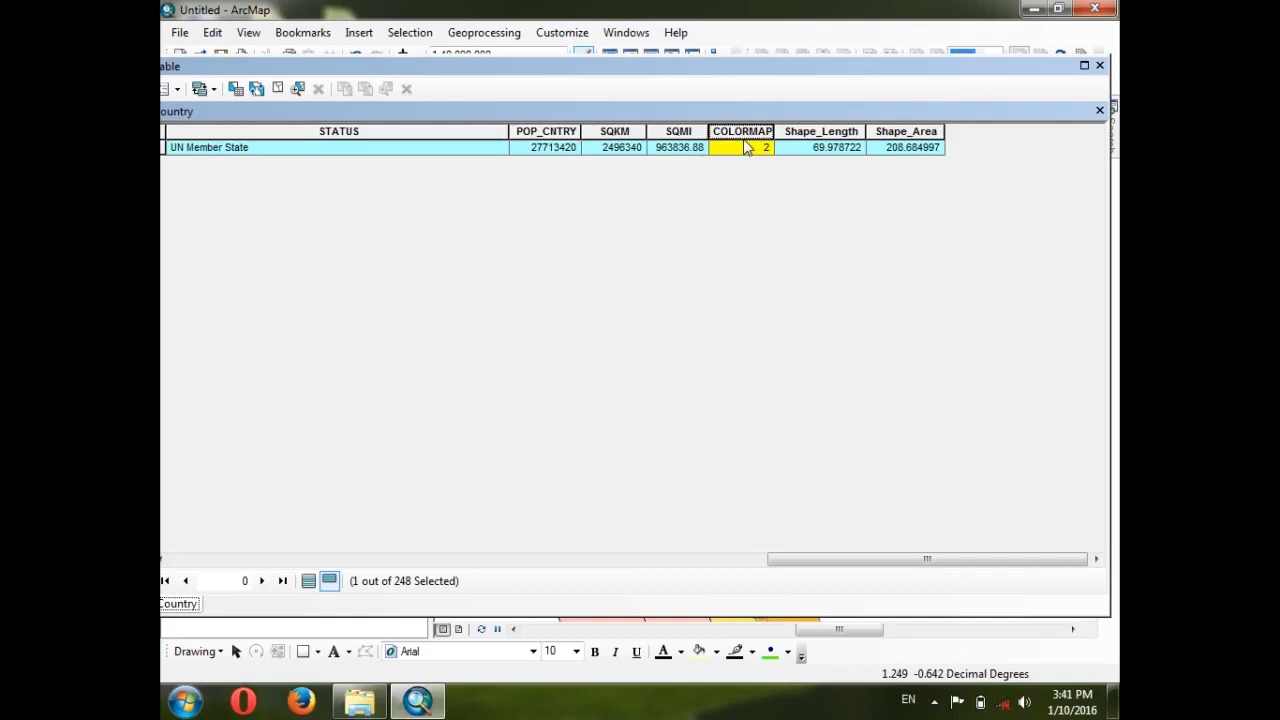 Untitled - ArcMap
File Edit View Bookmarks Insert Selection Geoprocessing Customize Windows Help
able
ountry
STATUS POP_CNTRY SQKM SQMI COLORMAP Shape_Length Shape_Area
UN Member State 27713420 2496340 963836.88 2 69.978722 208.684997
0 (1 out of 248 Selected)
Country
Drawing A Arial 10 B I U A
1.249 -0.642 Decimal Degrees
EN 3:41 PM
1/10/2016